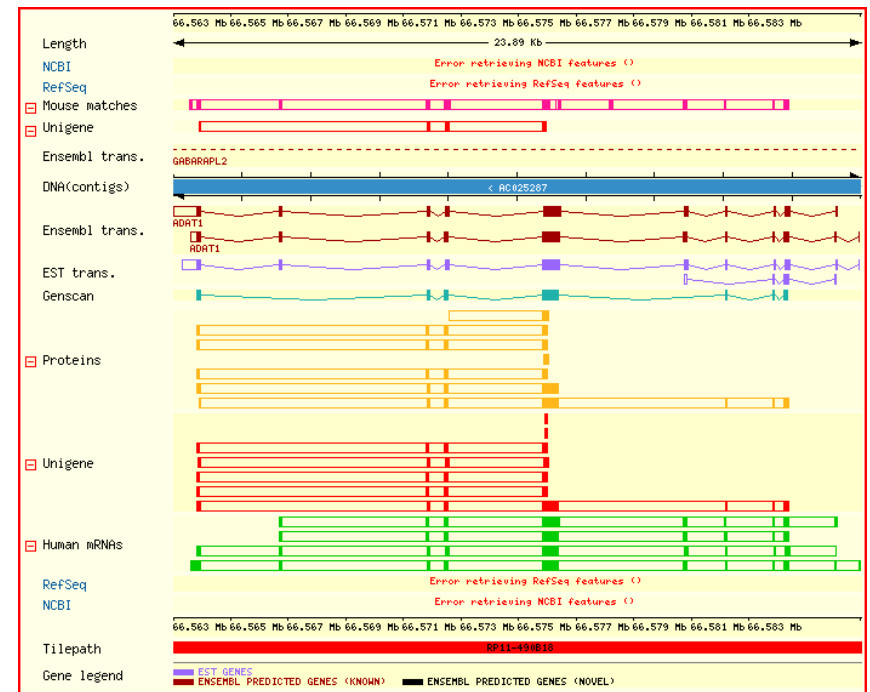 66.563 Mb 66.565 Mb 66.567 Mb 66.569 Mb 66.571 Mb 66.573 Mb 66.575 Mb 66.577 Mb 66.579 Mb 66.581 Mb 66.583 Mb
Length 23.89 Kb
NCBI Error retrieving NCBI features ()
RefSeq Error retrieving RefSeq features ()
Mouse matches
Unigene
Ensembl trans.
GABARAPL2
DNA(contigs) < AC025287
ADAT1
Ensembl trans.
ADAT1
EST trans.
Genscan
Proteins
Unigene
Human mRNAs
RefSeq Error retrieving RefSeq features ()
NCBI Error retrieving NCBI features ()
66.563 Mb 66.565 Mb 66.567 Mb 66.569 Mb 66.571 Mb 66.573 Mb 66.575 Mb 66.577 Mb 66.579 Mb 66.581 Mb 66.583 Mb
Tilepath RP11-490B18
Gene legend EST GENES
ENSEMBL PREDICTED GENES (KNOWN) ENSEMBL PREDICTED GENES (NOVEL)